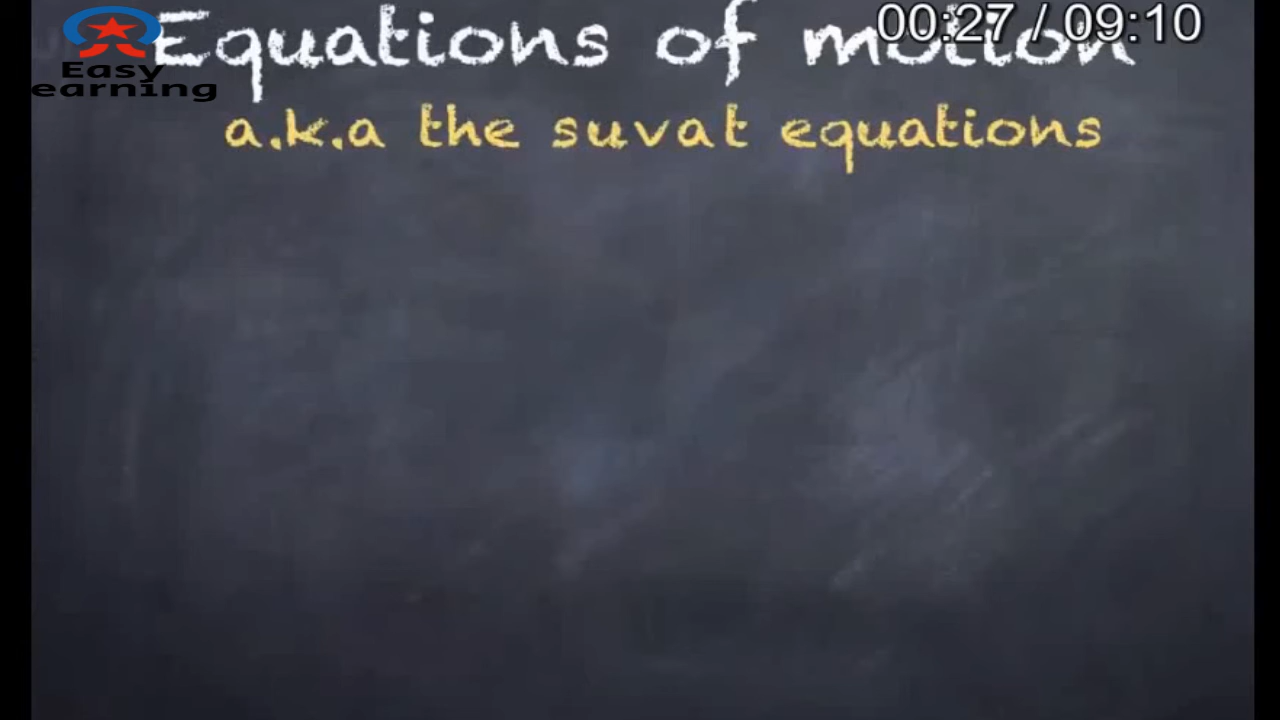 Equations of motion
00:27 / 09:10
Easy
earning
a.k.a the suvat equations